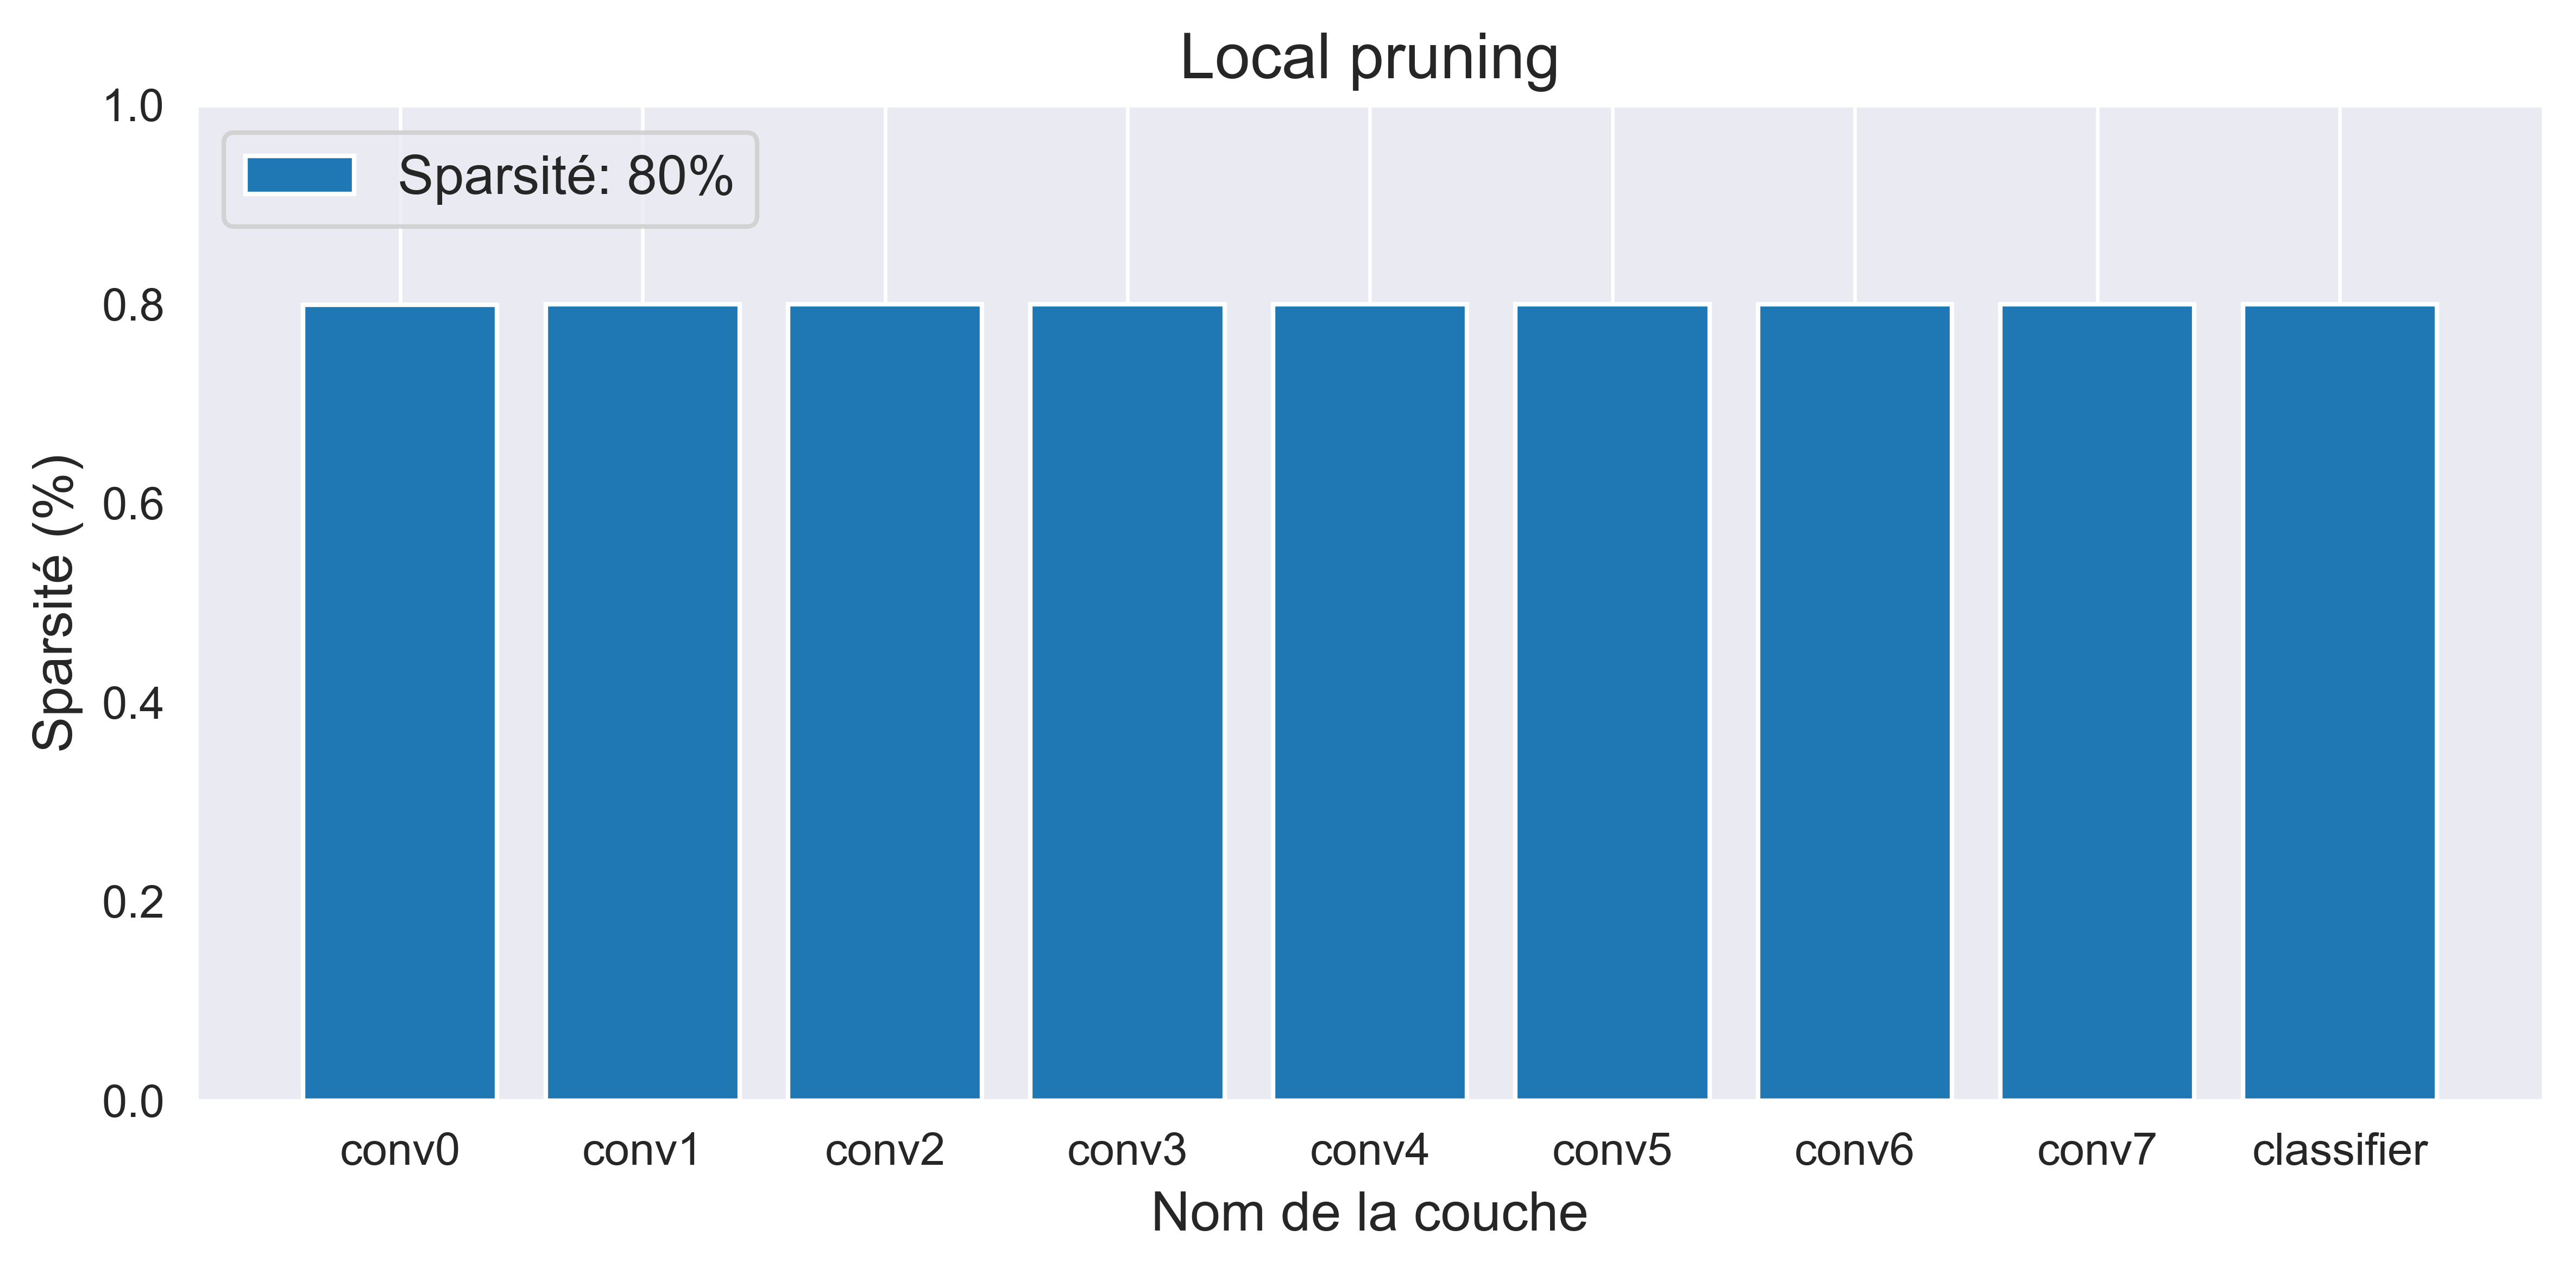 Local pruning
Sparsité: 80%
Sparsité (%)
1.0
0.8
0.6
0.4
0.2
0.0
conv0 conv1 conv2 conv3 conv4 conv5 conv6 conv7 classifier
Nom de la couche